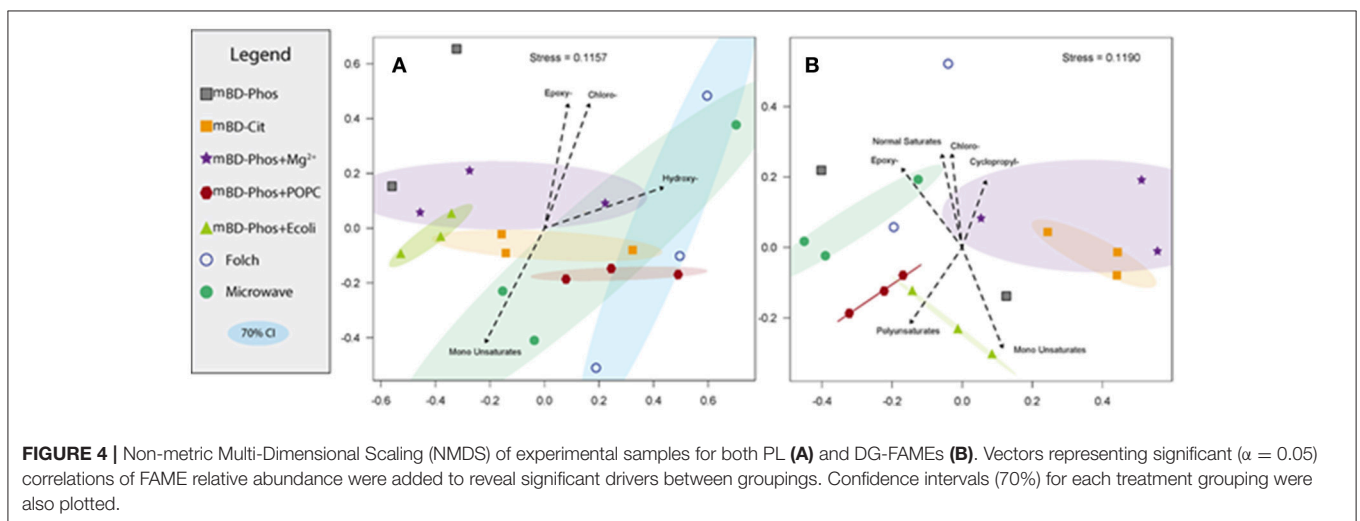 Legend
mBD-Phos
mBD-Cit
mBD-Phos+Mg²⁺
mBD-Phos+POPC
mBD-Phos+Ecoli
Folch
Microwave
70% CI
A
Stress = 0.1157
Epoxy-
Chloro-
Hydroxy-
Mono Unsaturates
0.6
0.4
0.2
0.0
-0.2
-0.4
-0.6
-0.4
-0.2
0.0
0.2
0.4
0.6
B
Stress = 0.1190
Normal Saturates
Chloro-
Epoxy-
Cyclopropyl-
Polyunsaturates
Mono Unsaturates
0.4
0.2
0.0
-0.2
-0.4
-0.2
0.0
0.2
0.4
FIGURE 4 | Non-metric Multi-Dimensional Scaling (NMDS) of experimental samples for both PL (A) and DG-FAMEs (B). Vectors representing significant (α = 0.05)
correlations of FAME relative abundance were added to reveal significant drivers between groupings. Confidence intervals (70%) for each treatment grouping were
also plotted.